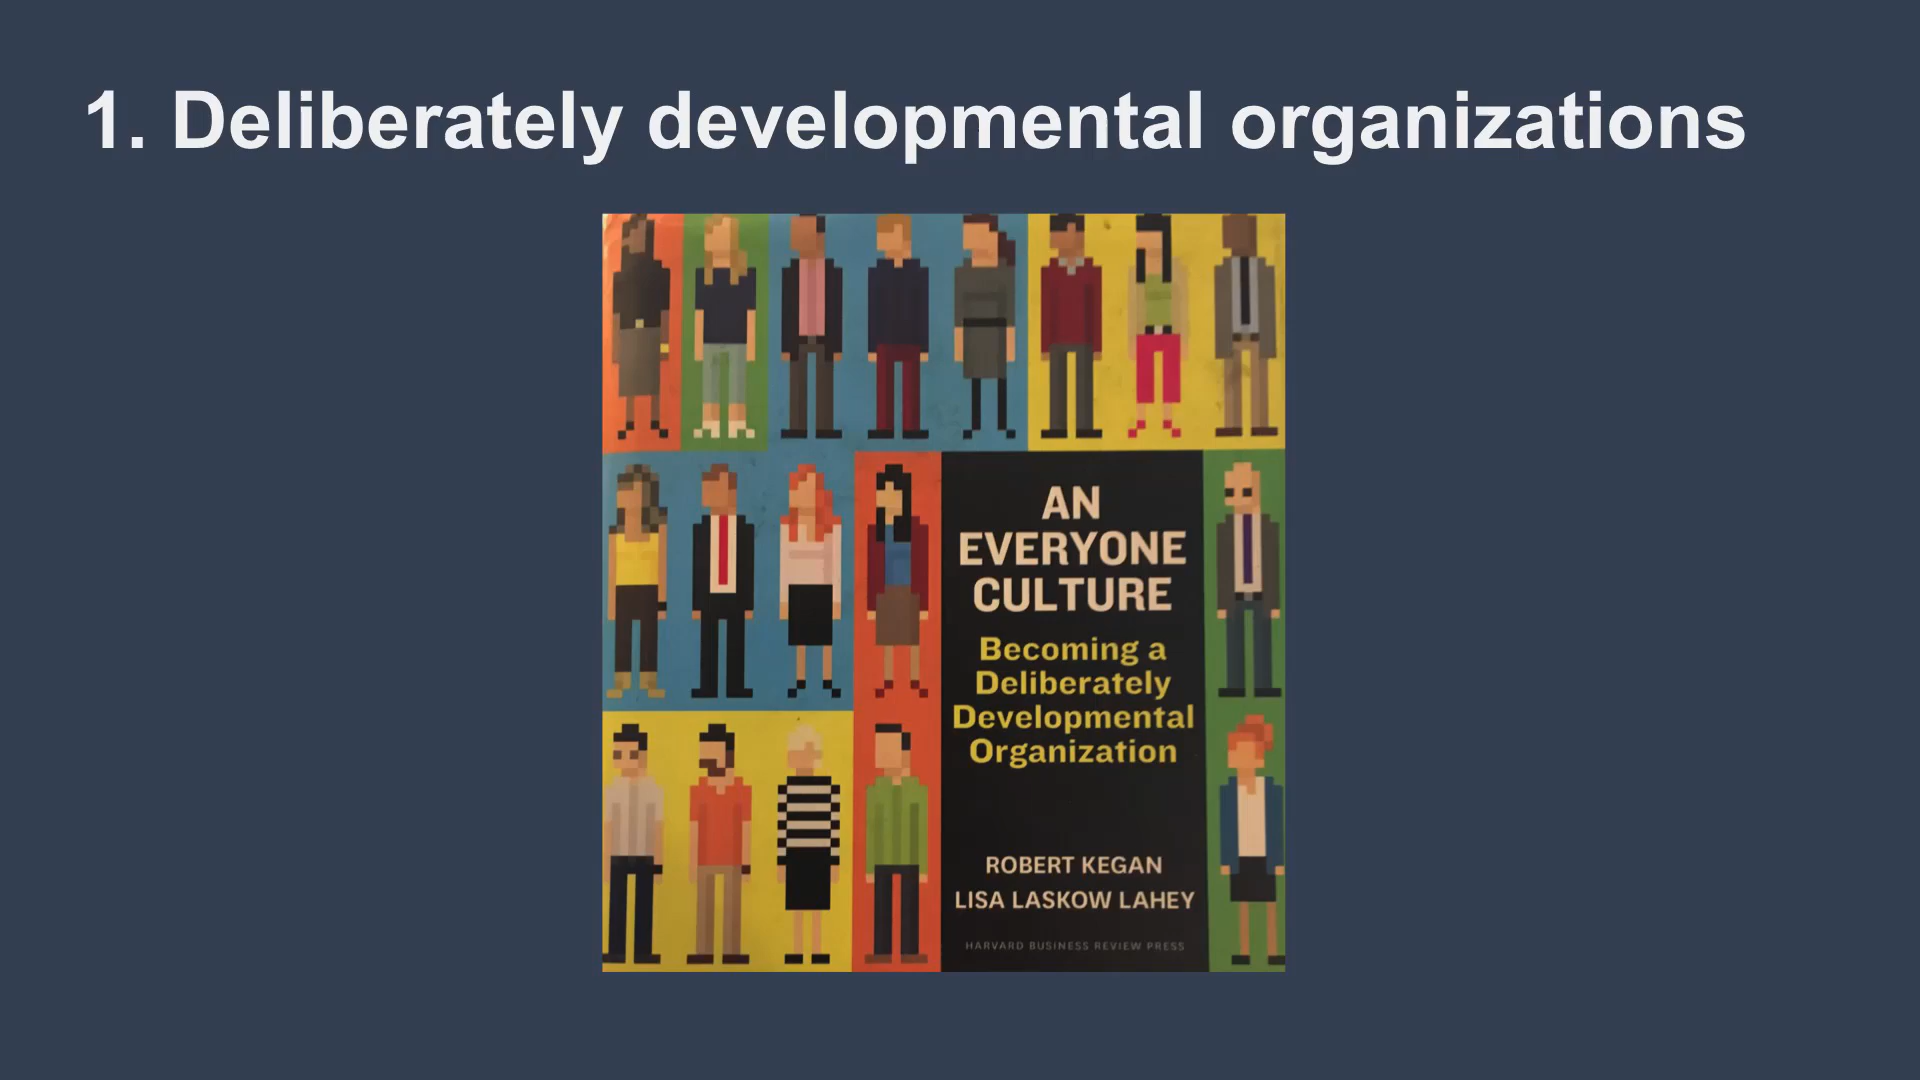 1. Deliberately developmental organizations
AN
EVERYONE
CULTURE
Becoming a
Deliberately
Developmental
Organization
ROBERT KEGAN
LISA LASKOW LAHEY
HARVARD BUSINESS REVIEW PRESS